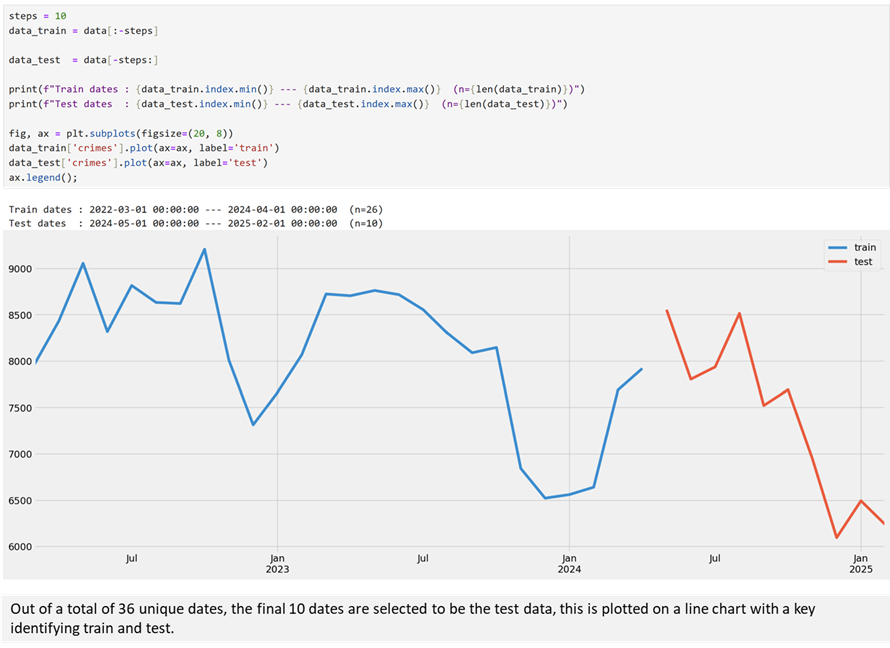 steps = 10
data_train = data[:-steps]
data_test  = data[-steps:]
print(f"Train dates : {data_train.index.min()} --- {data_train.index.max()}  (n={len(data_train)})")
print(f"Test dates  : {data_test.index.min()} --- {data_test.index.max()}  (n={len(data_test)})")
fig, ax = plt.subplots(figsize=(20, 8))
data_train['crimes'].plot(ax=ax, label='train')
data_test['crimes'].plot(ax=ax, label='test')
ax.legend();
Train dates : 2022-03-01 00:00:00 --- 2024-04-01 00:00:00  (n=26)
Test dates  : 2024-05-01 00:00:00 --- 2025-02-01 00:00:00  (n=10)
train
test
9000
8500
8000
7500
7000
6500
6000
Jul Jan Jul Jan Jul Jan
2023 2024 2025
Out of a total of 36 unique dates, the final 10 dates are selected to be the test data, this is plotted on a line chart with a key
identifying train and test.